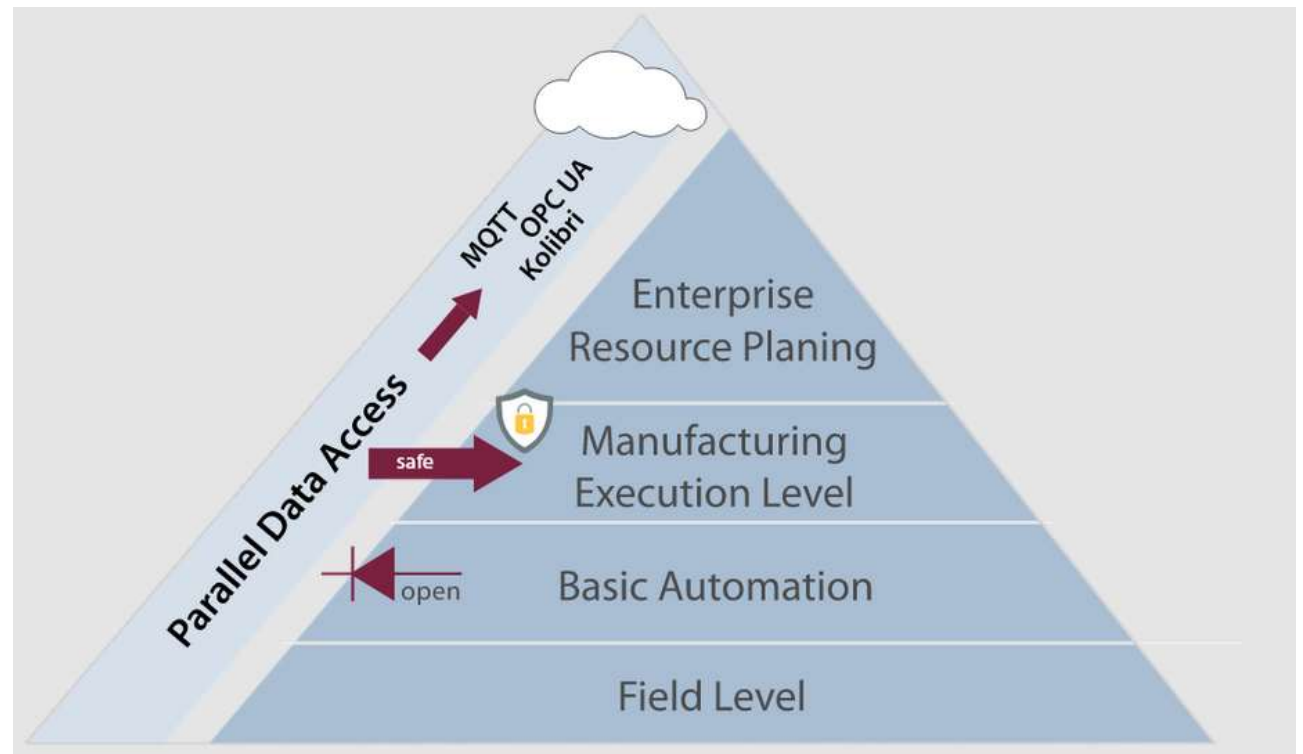 MQTT
OPC UA
Kolibri
Parallel Data Access
Enterprise
Resource Planing
safe
Manufacturing
Execution Level
open
Basic Automation
Field Level